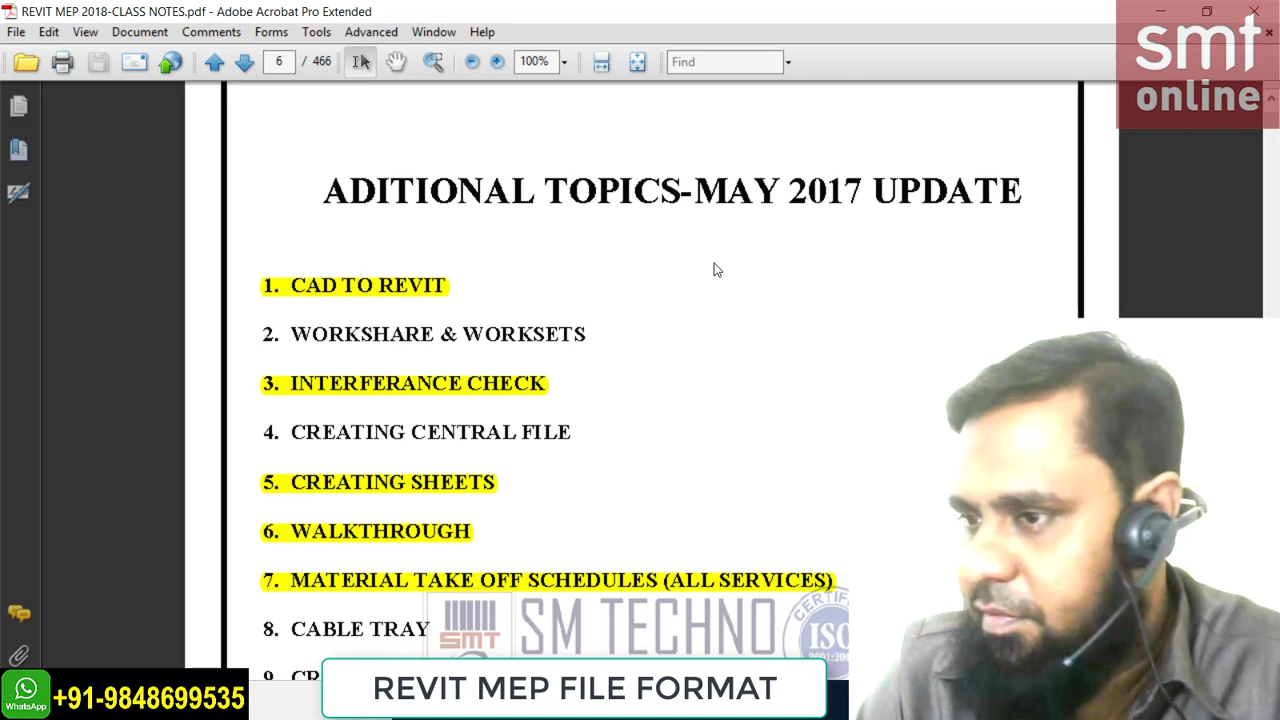 REVIT MEP 2018-CLASS NOTES.pdf - Adobe Acrobat Pro Extended
File Edit View Document Comments Forms Tools Advanced Window Help
6 / 466 100% Find
smt
online
ADITIONAL TOPICS-MAY 2017 UPDATE
1. CAD TO REVIT
2. WORKSHARE & WORKSETS
3. INTERFERANCE CHECK
4. CREATING CENTRAL FILE
5. CREATING SHEETS
6. WALKTHROUGH
7. MATERIAL TAKE OFF SCHEDULES (ALL SERVICES)
8. CABLE TRAY
SMT
SM TECHNO
ISO
WhatsApp
+91-9848699535
REVIT MEP FILE FORMAT